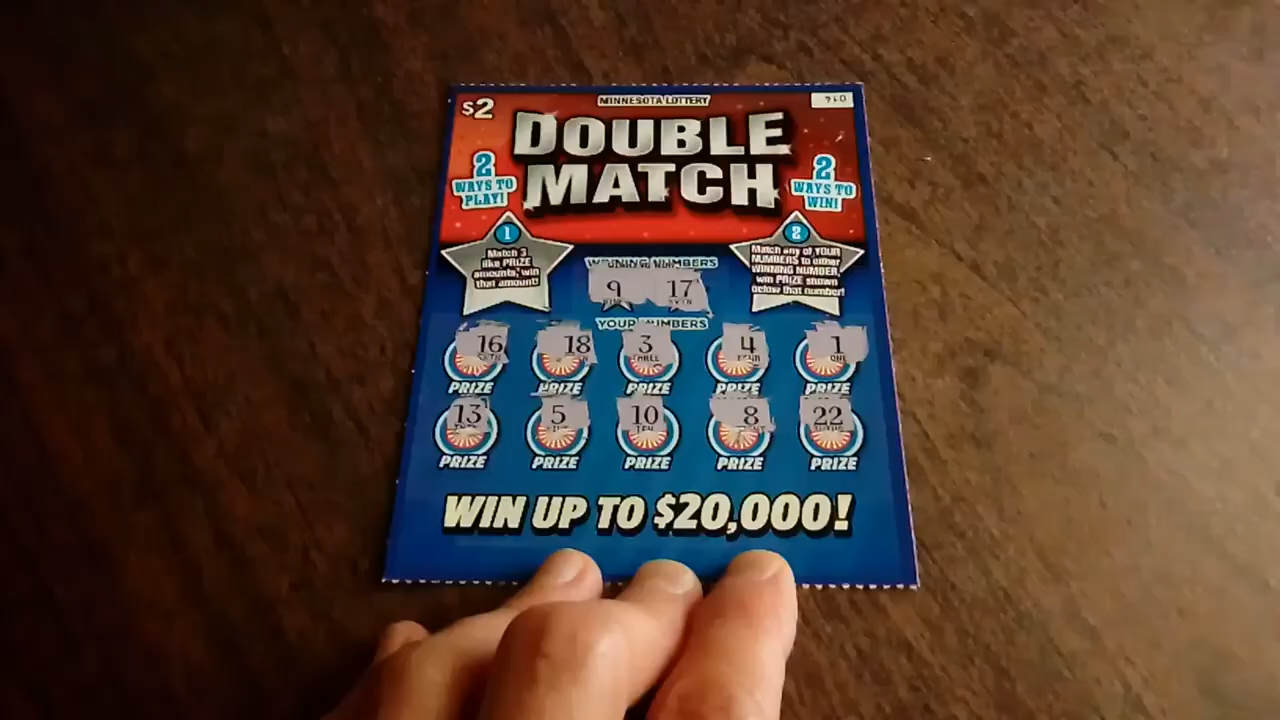 MINNESOTA LOTTERY
$2
DOUBLE
MATCH
2
WAYS TO
PLAY!
2
WAYS TO
WIN!
1
Match 3
like PRIZE
amounts, win
that amount!
2
Match any of YOUR
NUMBERS to either
WINNING NUMBER,
win PRIZE shown
below that number!
WINNING NUMBERS
9 17
YOUR NUMBERS
16 18 3 4 1
THREE ONE
PRIZE PRIZE PRIZE PRIZE PRIZE
13 5 10 8 22
TEN
PRIZE PRIZE PRIZE PRIZE PRIZE
WIN UP TO $20,000!